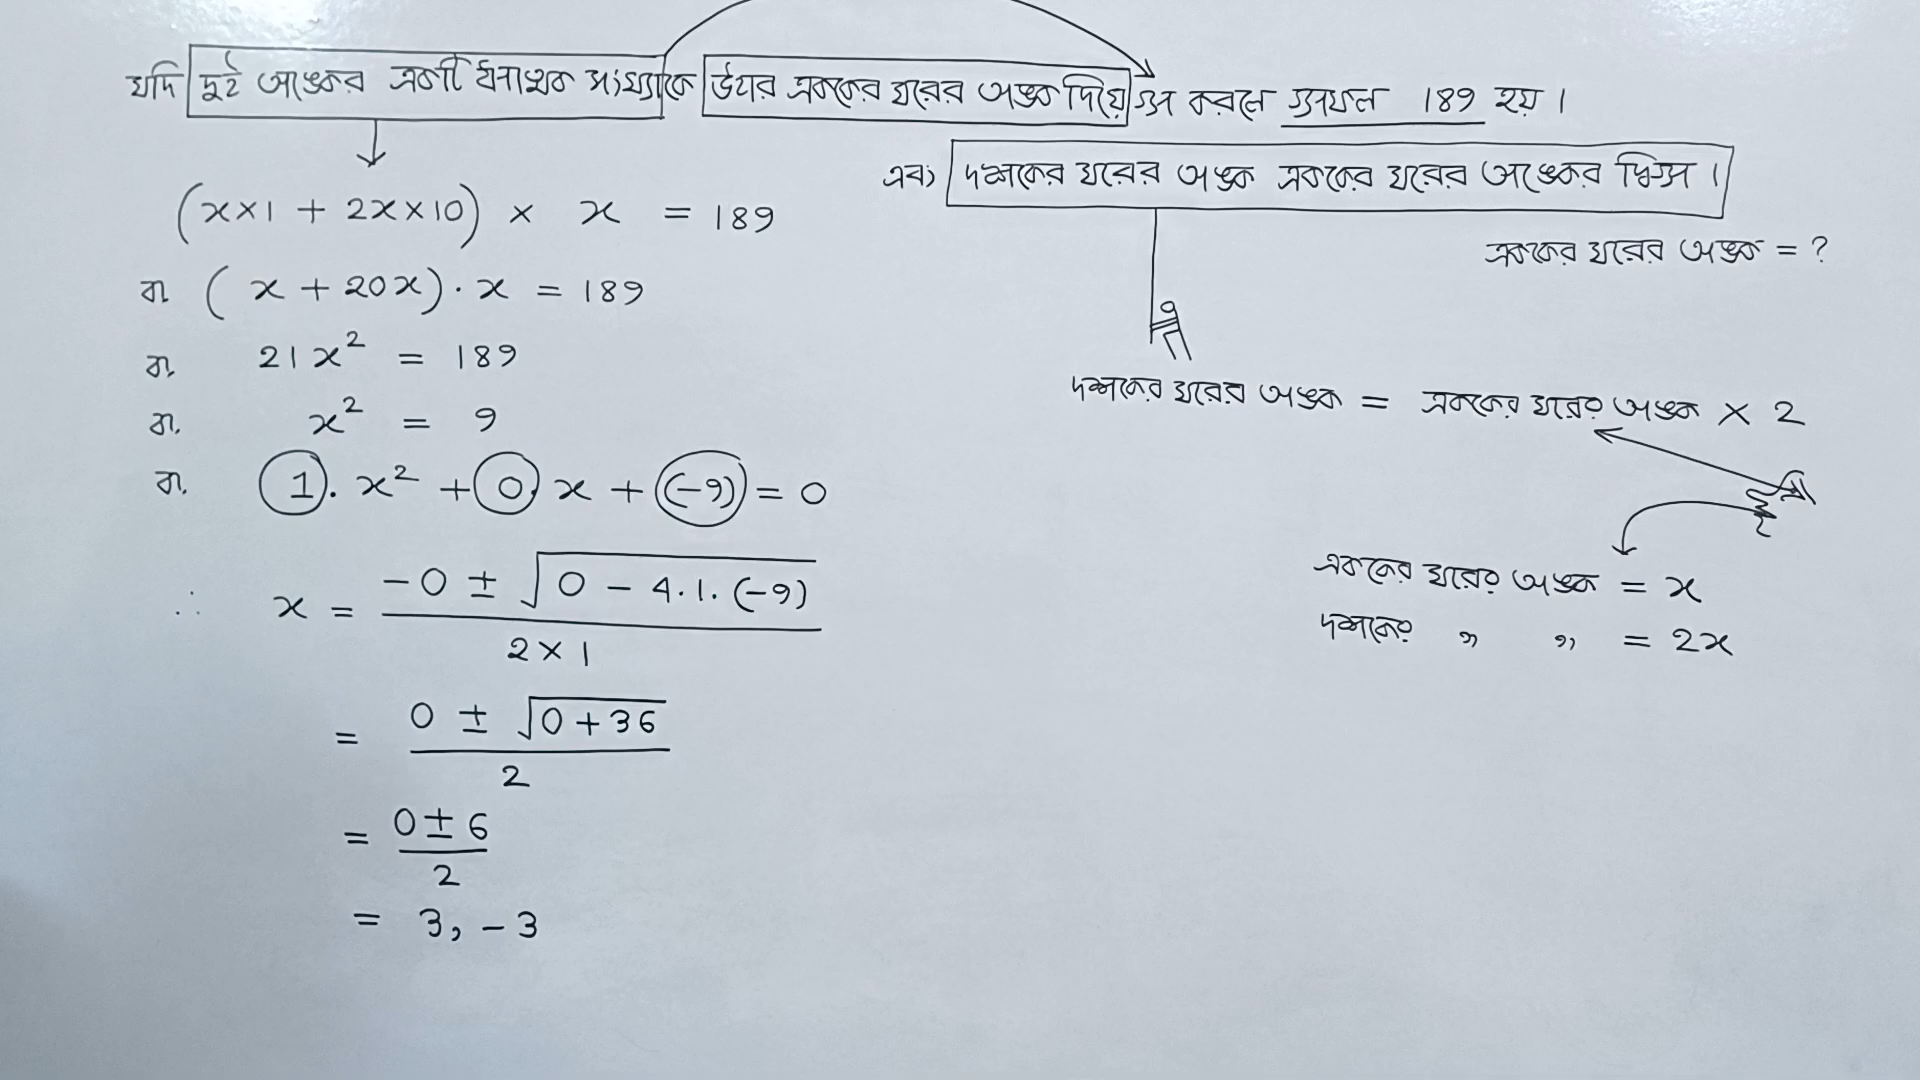 যদি দুই অঙ্কের একটী ধনাত্মক সংখ্যাকে উহার এককের ঘরের অঙ্ক দিয়ে গুণ করলে গুণফল 189 হয়।
এবং দশকের ঘরের অঙ্ক এককের ঘরের অঙ্কের দ্বিগুণ।
এককের ঘরের অঙ্ক = ?
(x×1 + 2x×10) × x = 189
বা (x + 20x)·x = 189
বা, 21x² = 189
বা, x² = 9
বা, 1·x² + 0·x + (-9) = 0
∴ x = (-0 ± √(0 - 4.1.(-9))) / (2×1)
= (0 ± √(0+36)) / 2
= (0 ± 6) / 2
= 3, -3
দশকের ঘরের অঙ্ক = এককের ঘরের অঙ্ক × 2
এককের ঘরের অঙ্ক = x
দশকের " " = 2x